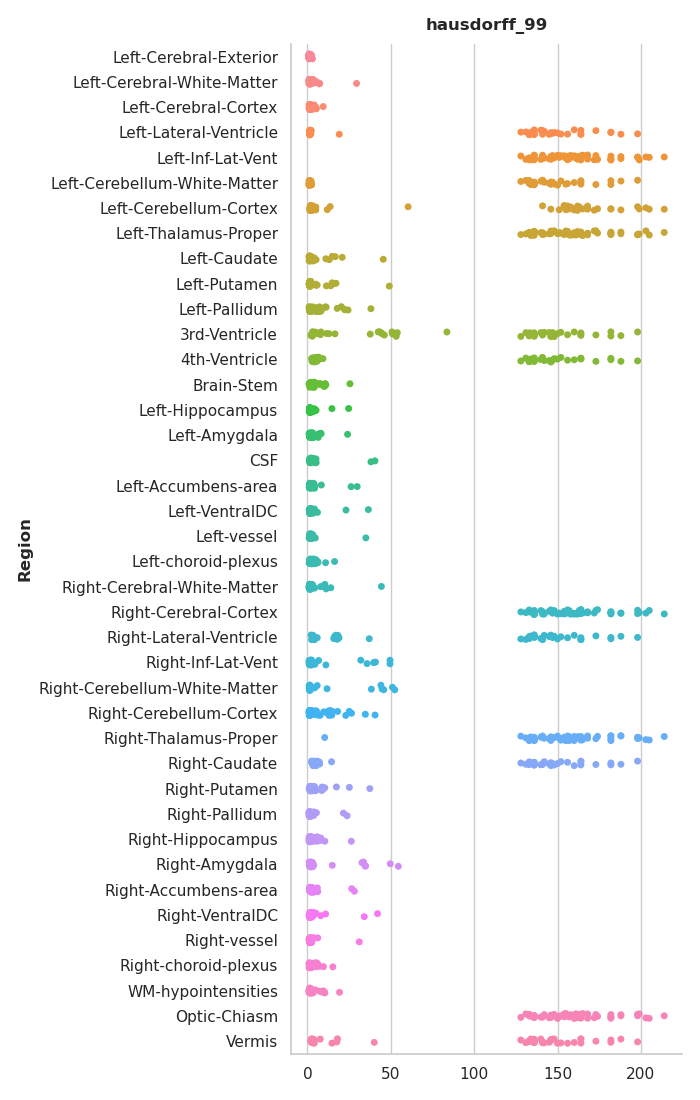 hausdorff_99
Left-Cerebral-Exterior
Left-Cerebral-White-Matter
Left-Cerebral-Cortex
Left-Lateral-Ventricle
Left-Inf-Lat-Vent
Left-Cerebellum-White-Matter
Left-Cerebellum-Cortex
Left-Thalamus-Proper
Left-Caudate
Left-Putamen
Left-Pallidum
3rd-Ventricle
4th-Ventricle
Brain-Stem
Left-Hippocampus
Left-Amygdala
CSF
Left-Accumbens-area
Left-VentralDC
Left-vessel
Left-choroid-plexus
Right-Cerebral-White-Matter
Right-Cerebral-Cortex
Right-Lateral-Ventricle
Right-Inf-Lat-Vent
Right-Cerebellum-White-Matter
Right-Cerebellum-Cortex
Right-Thalamus-Proper
Right-Caudate
Right-Putamen
Right-Pallidum
Right-Hippocampus
Right-Amygdala
Right-Accumbens-area
Right-VentralDC
Right-vessel
Right-choroid-plexus
WM-hypointensities
Optic-Chiasm
Vermis
Region
0 50 100 150 200